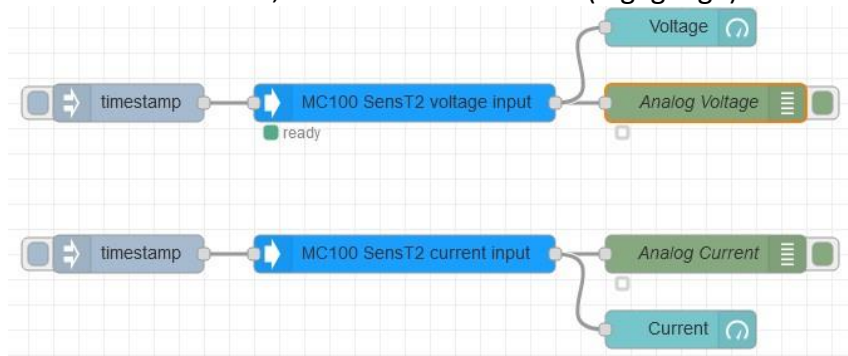 Voltage
timestamp
MC100 SensT2 voltage input
Analog Voltage
ready
timestamp
MC100 SensT2 current input
Analog Current
Current